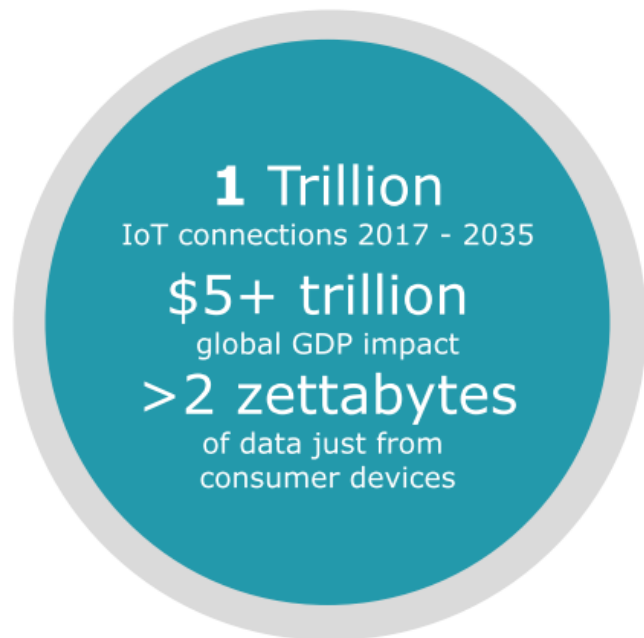 1 Trillion
IoT connections 2017 - 2035
$5+ trillion
global GDP impact
>2 zettabytes
of data just from
consumer devices